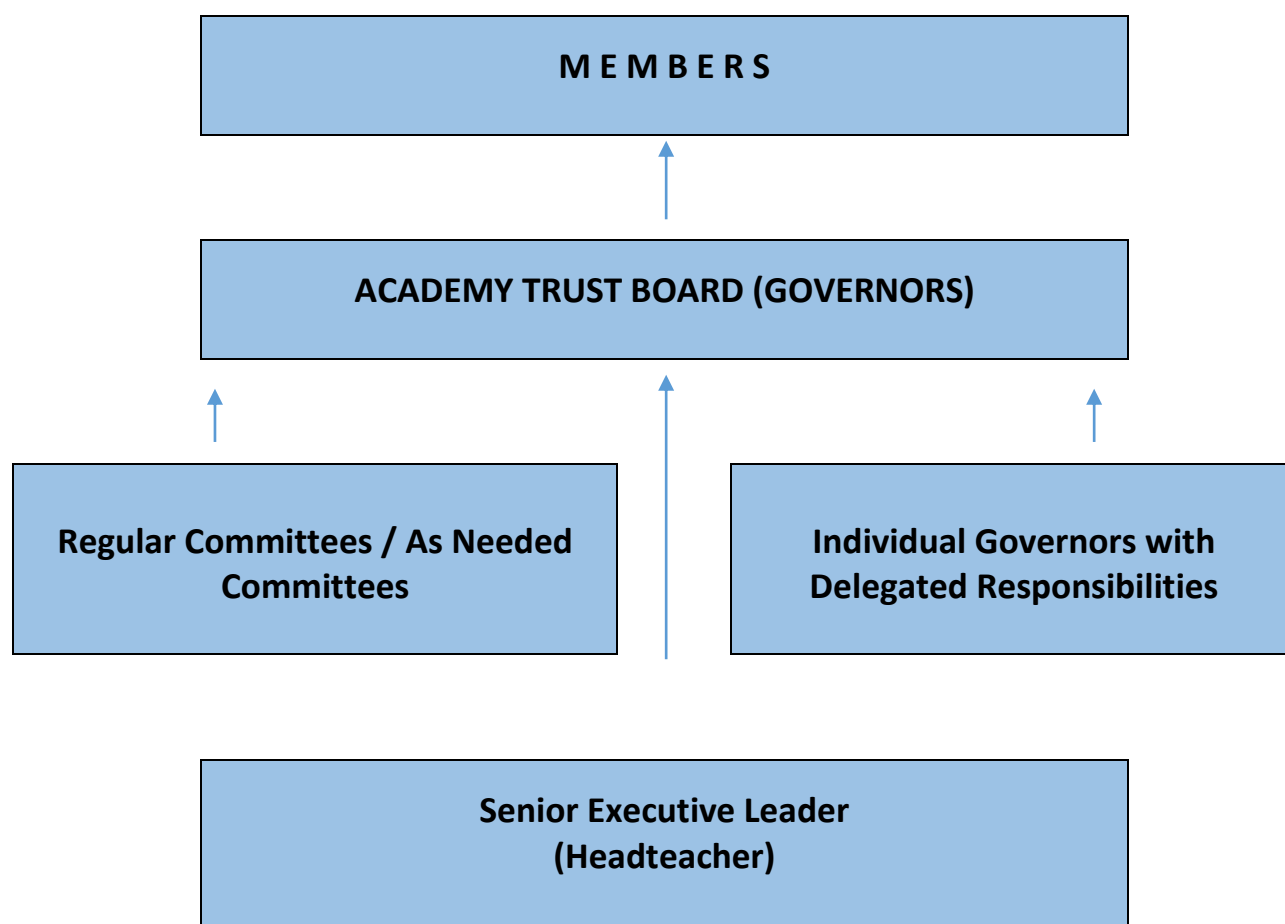 M E M B E R S
ACADEMY TRUST BOARD (GOVERNORS)
Regular Committees / As Needed
Committees
Individual Governors with
Delegated Responsibilities
Senior Executive Leader
(Headteacher)